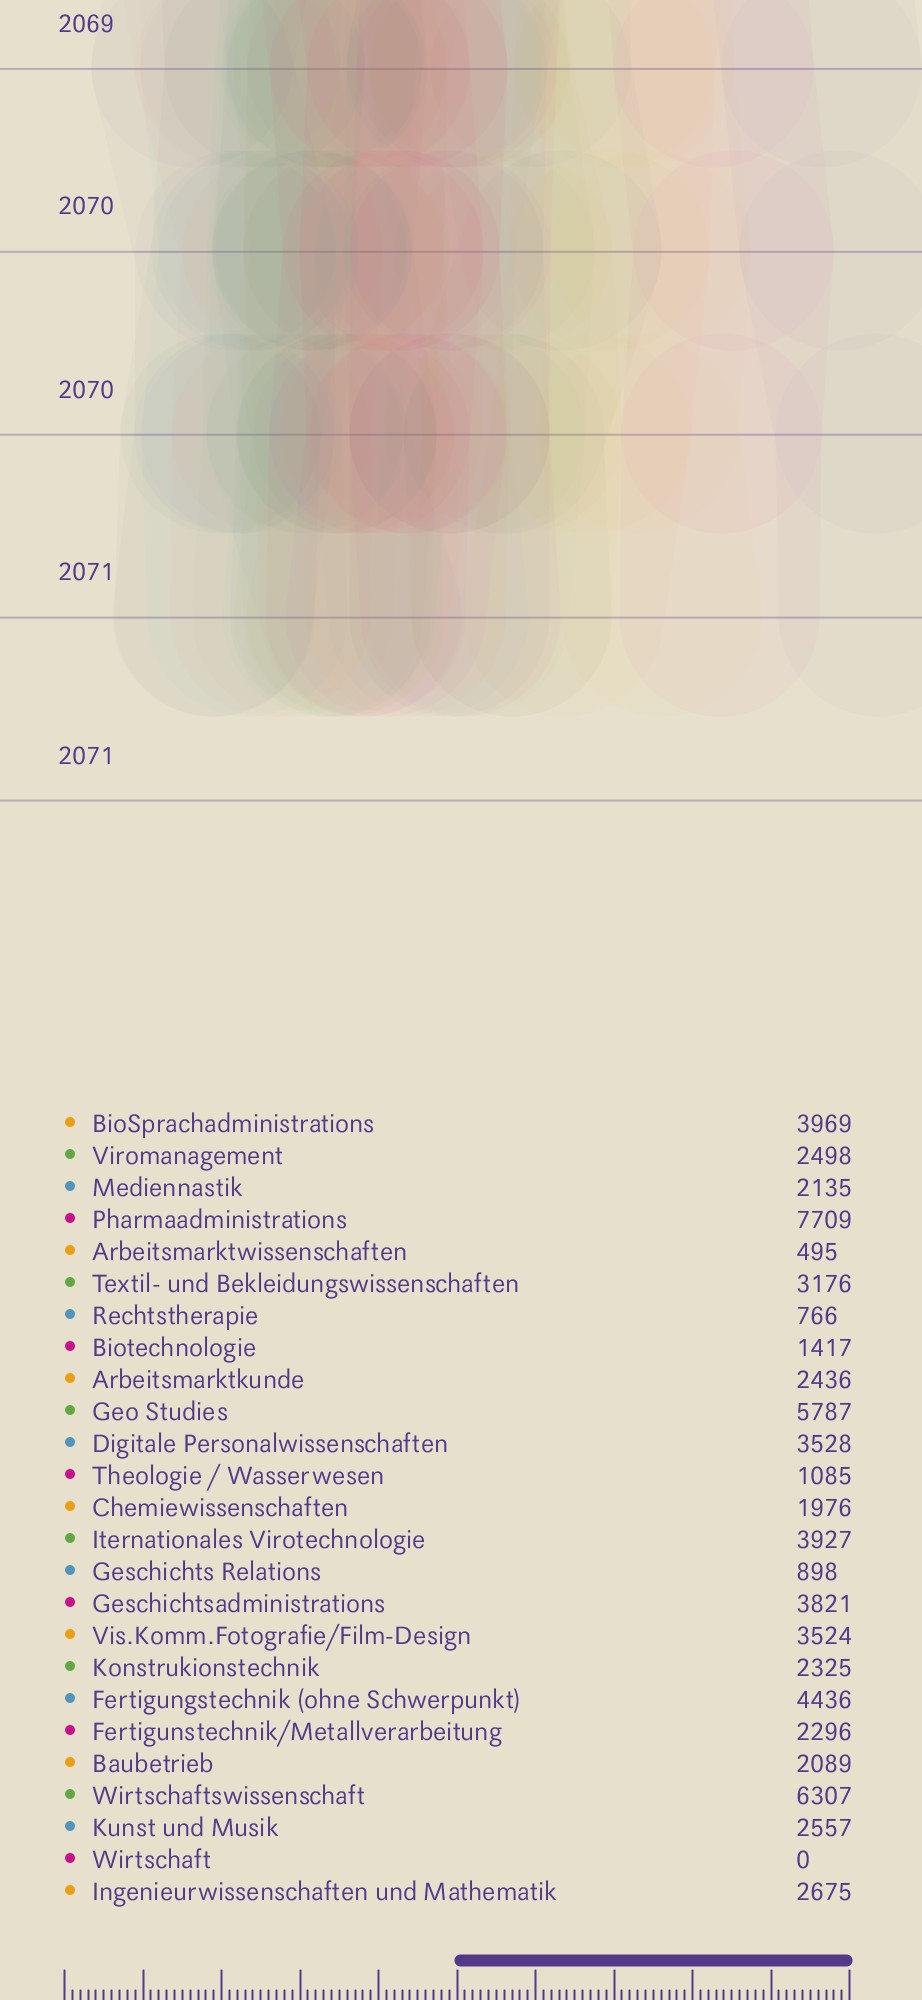 2069
2070
2070
2071
2071
BioSprachadministrations 3969
Viromanagement 2498
Mediennastik 2135
Pharmaadministrations 7709
Arbeitsmarktwissenschaften 495
Textil- und Bekleidungswissenschaften 3176
Rechtstherapie 766
Biotechnologie 1417
Arbeitsmarktkunde 2436
Geo Studies 5787
Digitale Personalwissenschaften 3528
Theologie / Wasserwesen 1085
Chemiewissenschaften 1976
Iternationales Virotechnologie 3927
Geschichts Relations 898
Geschichtsadministrations 3821
Vis.Komm.Fotografie/Film-Design 3524
Konstrukionstechnik 2325
Fertigungstechnik (ohne Schwerpunkt) 4436
Fertigunstechnik/Metallverarbeitung 2296
Baubetrieb 2089
Wirtschaftswissenschaft 6307
Kunst und Musik 2557
Wirtschaft 0
Ingenieurwissenschaften und Mathematik 2675